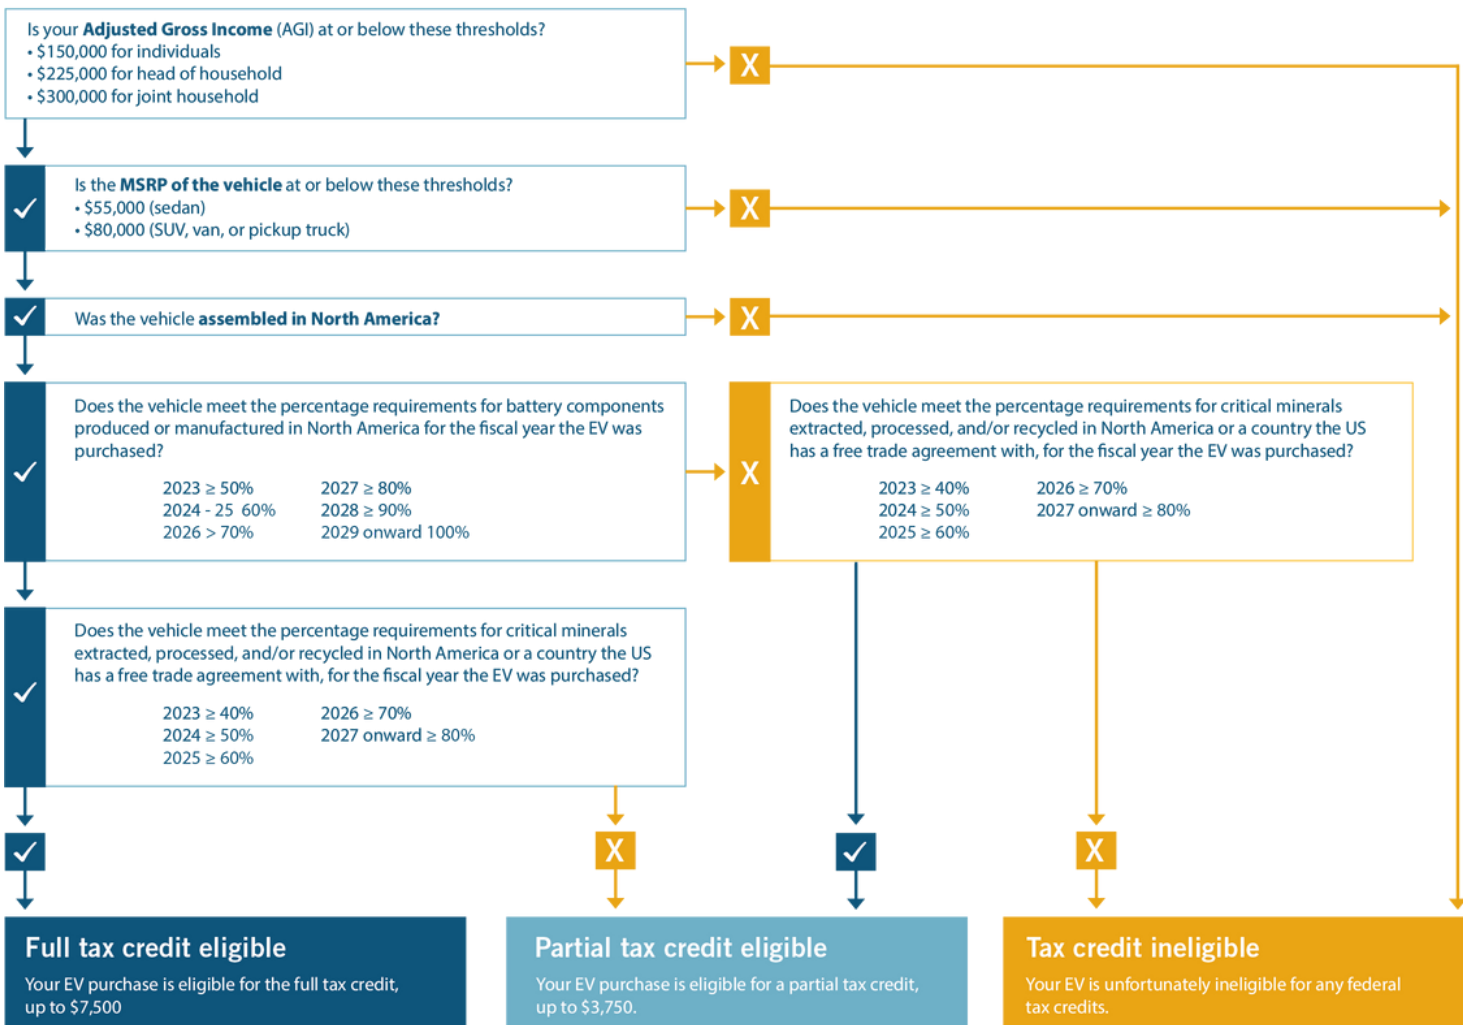 Is your Adjusted Gross Income (AGI) at or below these thresholds?
• $150,000 for individuals
• $225,000 for head of household
• $300,000 for joint household
X
Is the MSRP of the vehicle at or below these thresholds?
• $55,000 (sedan)
• $80,000 (SUV, van, or pickup truck)
X
Was the vehicle assembled in North America?
X
Does the vehicle meet the percentage requirements for battery components
produced or manufactured in North America for the fiscal year the EV was
purchased?
2023 ≥ 50%
2024 - 25 60%
2026 > 70%
2027 ≥ 80%
2028 ≥ 90%
2029 onward 100%
X
Does the vehicle meet the percentage requirements for critical minerals
extracted, processed, and/or recycled in North America or a country the US
has a free trade agreement with, for the fiscal year the EV was purchased?
2023 ≥ 40%
2024 ≥ 50%
2025 ≥ 60%
2026 ≥ 70%
2027 onward ≥ 80%
Does the vehicle meet the percentage requirements for critical minerals
extracted, processed, and/or recycled in North America or a country the US
has a free trade agreement with, for the fiscal year the EV was purchased?
2023 ≥ 40%
2024 ≥ 50%
2025 ≥ 60%
2026 ≥ 70%
2027 onward ≥ 80%
X
X
Full tax credit eligible
Your EV purchase is eligible for the full tax credit,
up to $7,500
Partial tax credit eligible
Your EV purchase is eligible for a partial tax credit,
up to $3,750.
Tax credit ineligible
Your EV is unfortunately ineligible for any federal
tax credits.